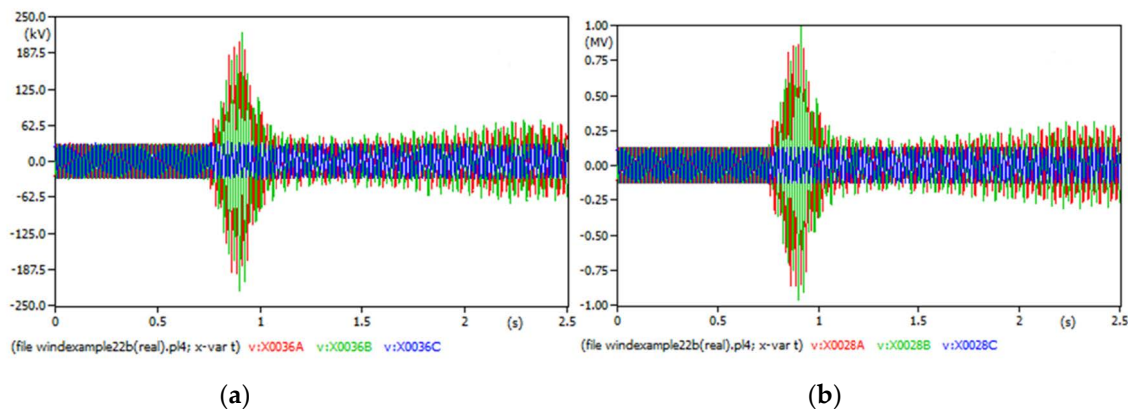 250.0
(kV)
187.5
125.0
62.5
0.0
-62.5
-125.0
-187.5
-250.0
0 0.5 1 1.5 2 (s) 2.5
(file windexample22b(real).pl4; x-var t) v:X0036A v:X0036B v:X0036C
(a)
1.00
(MV)
0.75
0.50
0.25
0.00
-0.25
-0.50
-0.75
-1.00
0 0.5 1 1.5 2 (s) 2.5
(file windexample22b(real).pl4; x-var t) v:X0028A v:X0028B v:X0028C
(b)